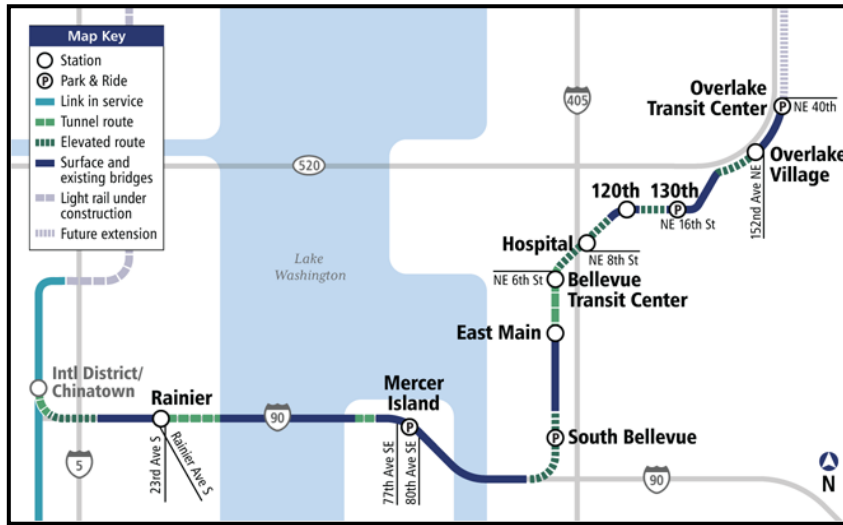 Map Key
Station
P Park & Ride
Link in service
Tunnel route
Elevated route
Surface and
existing bridges
Light rail under
construction
Future extension
405
Overlake
Transit Center
P
NE 40th
520
Overlake
Village
152nd Ave NE
120th
130th
P
NE 16th St
Hospital
NE 8th St
Lake
Washington
NE 6th St
Bellevue
Transit Center
East Main
Intl District/
Chinatown
Rainier
90
Mercer
Island
P
P
South Bellevue
23rd Ave S
Rainier Ave S
77th Ave SE
80th Ave SE
5
90
N